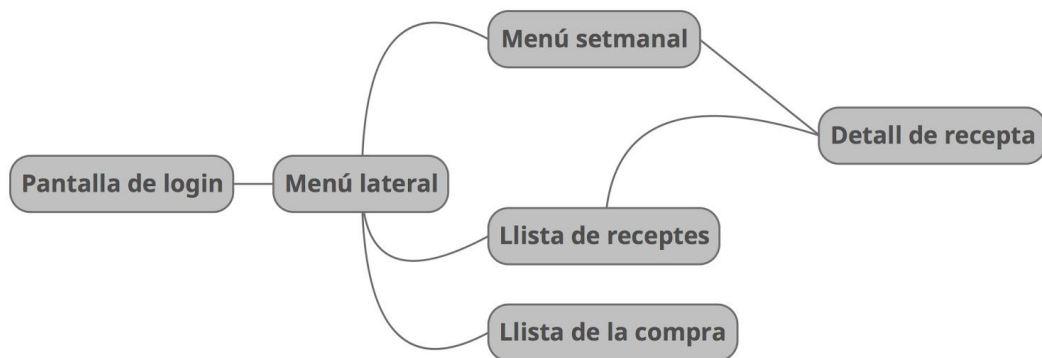 Menú setmanal
Detall de recepta
Pantalla de login
Menú lateral
Llista de receptes
Llista de la compra